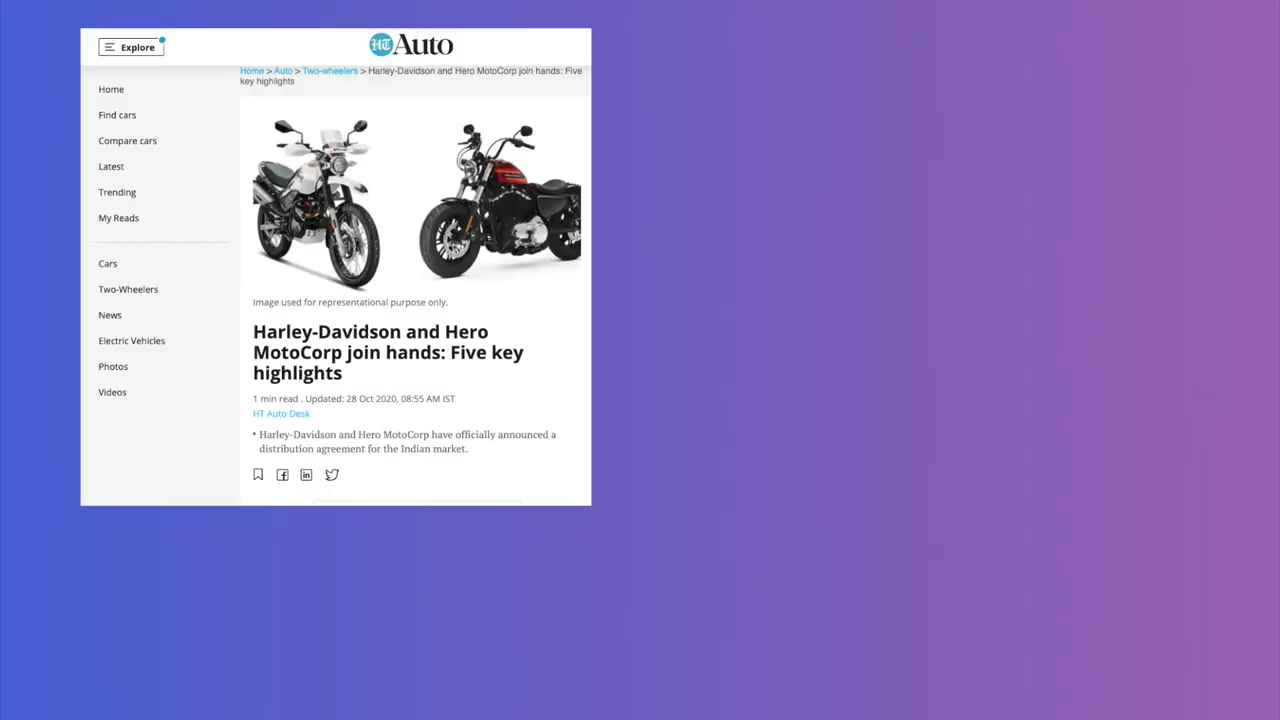 Explore
HT Auto
Home > Auto > Two-wheelers > Harley-Davidson and Hero MotoCorp join hands: Five
key highlights
Home
Find cars
Compare cars
Latest
Trending
My Reads
Cars
Two-Wheelers
News
Electric Vehicles
Photos
Videos
Image used for representational purpose only.
Harley-Davidson and Hero
MotoCorp join hands: Five key
highlights
1 min read . Updated: 28 Oct 2020, 08:55 AM IST
HT Auto Desk
• Harley-Davidson and Hero MotoCorp have officially announced a
distribution agreement for the Indian market.